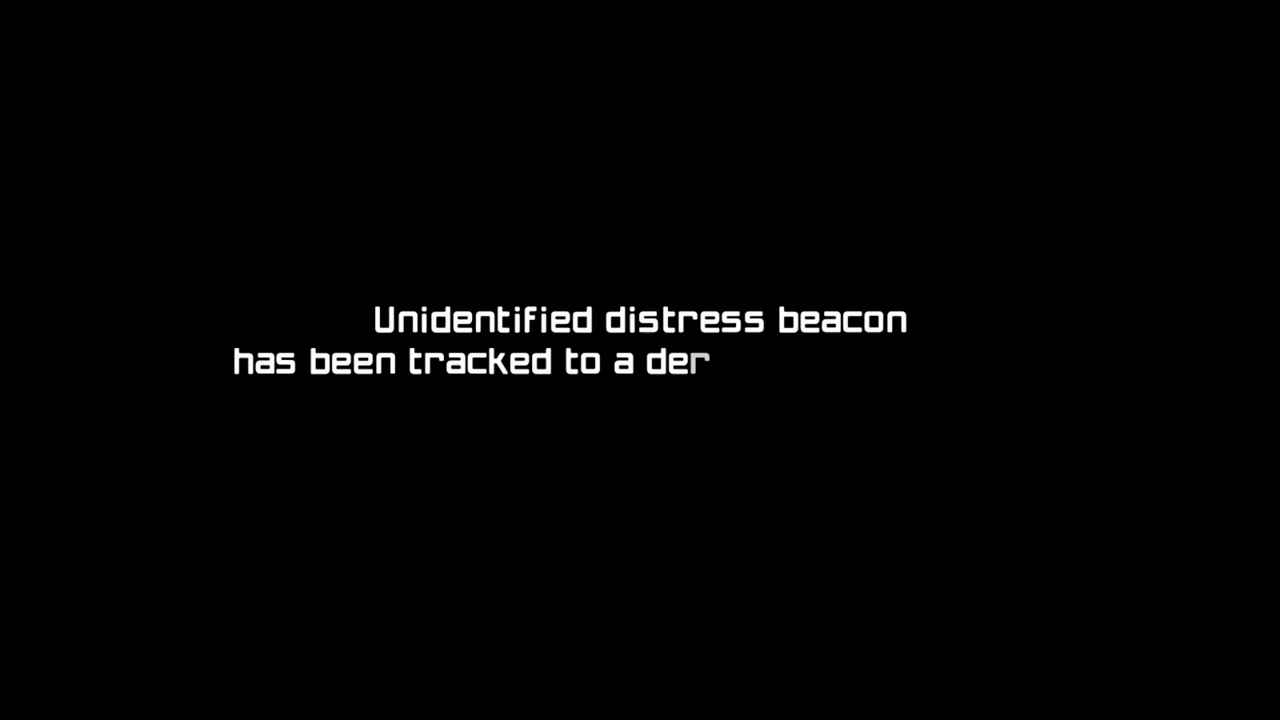 Unidentified distress beacon
has been tracked to a der